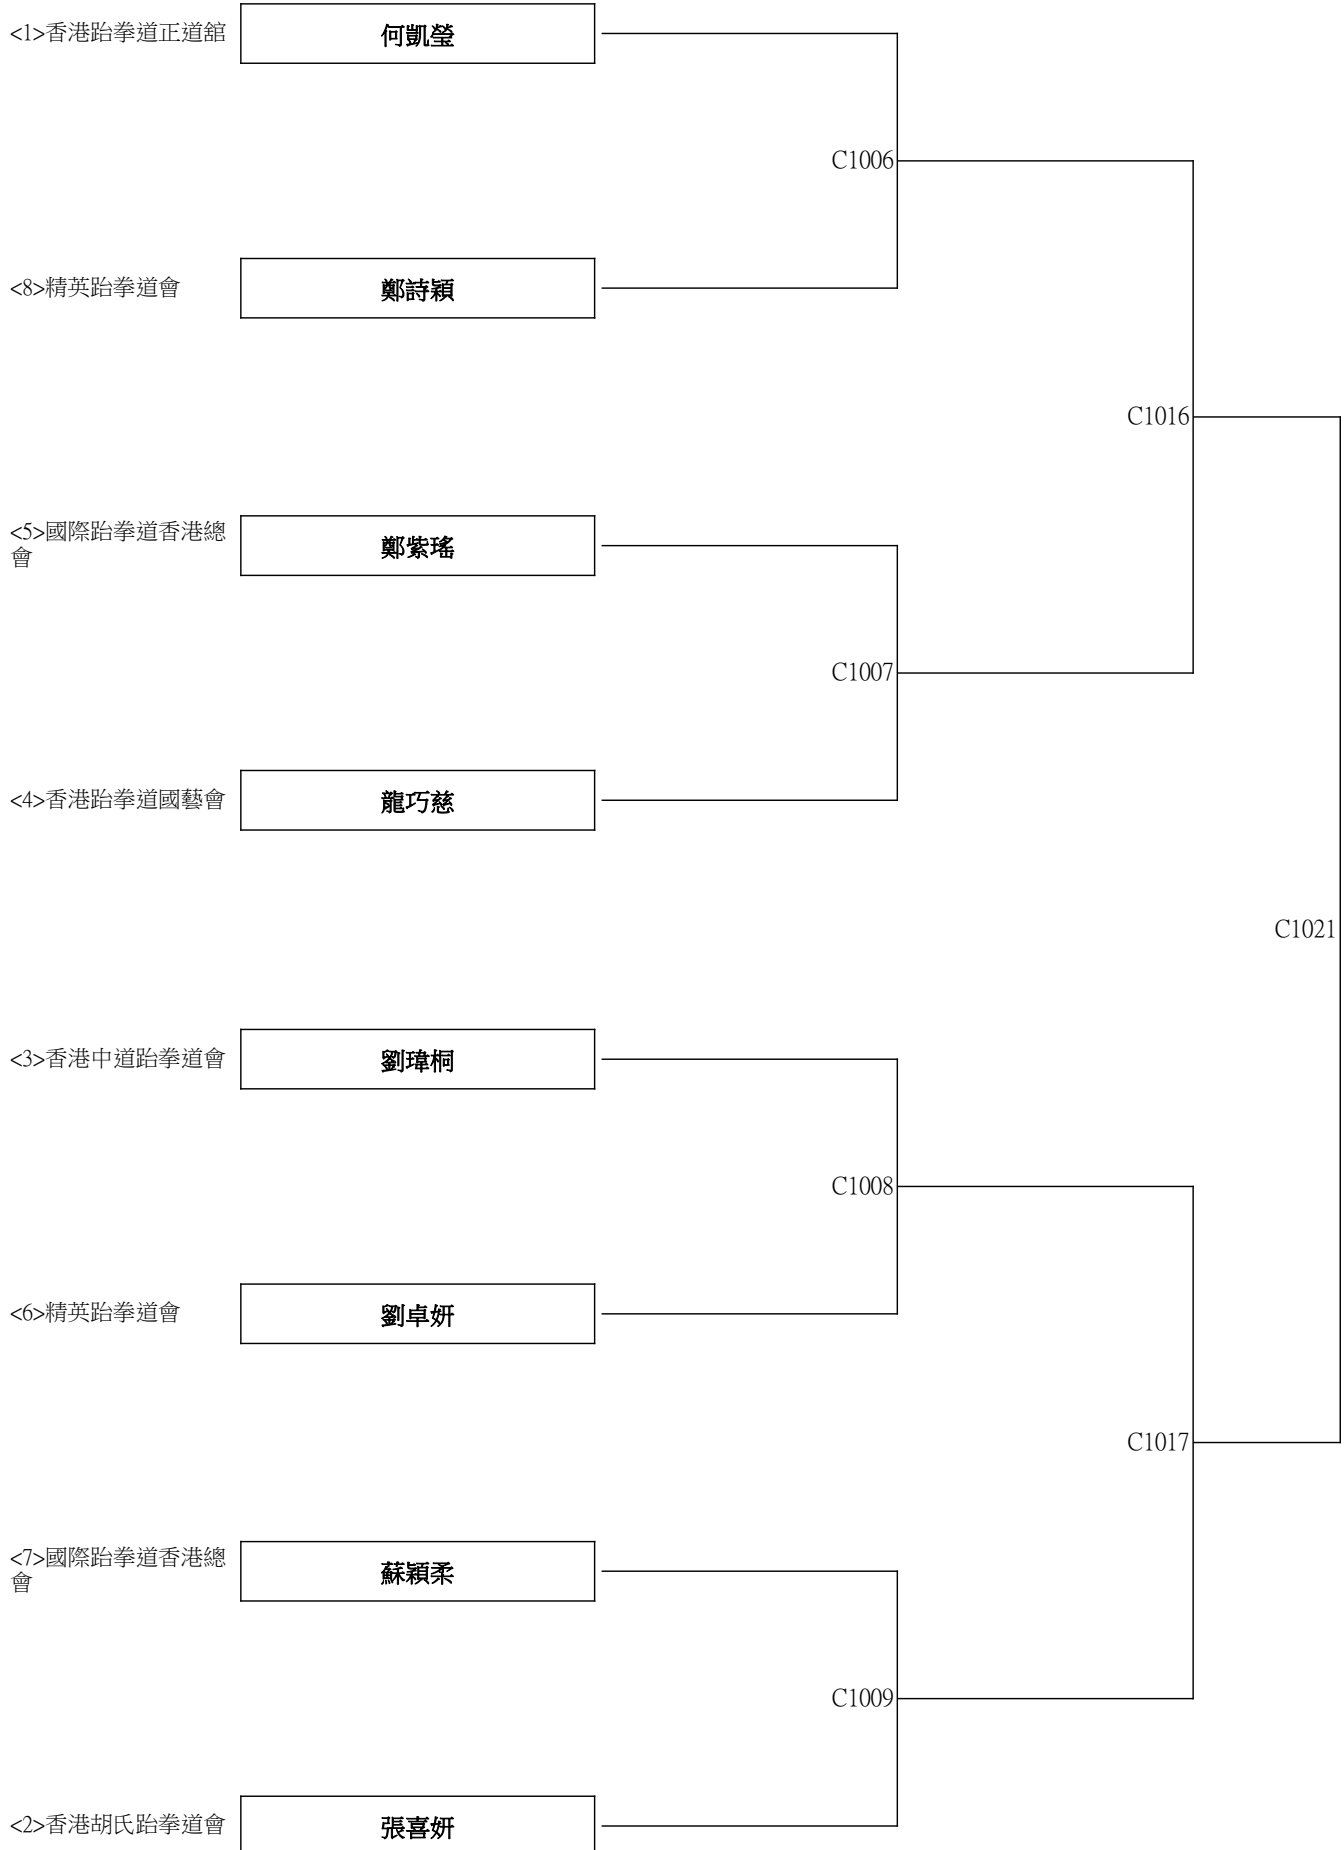 <1>香港跆拳道正道舘
何凱瑩
C1006
<8>精英跆拳道會
鄭詩穎
C1016
<5>國際跆拳道香港總
會
鄭紫瑤
C1007
<4>香港跆拳道國藝會
龍巧慈
C1021
<3>香港中道跆拳道會
劉瑋桐
C1008
<6>精英跆拳道會
劉卓妍
C1017
<7>國際跆拳道香港總
會
蘇穎柔
C1009
<2>香港胡氏跆拳道會
張喜妍